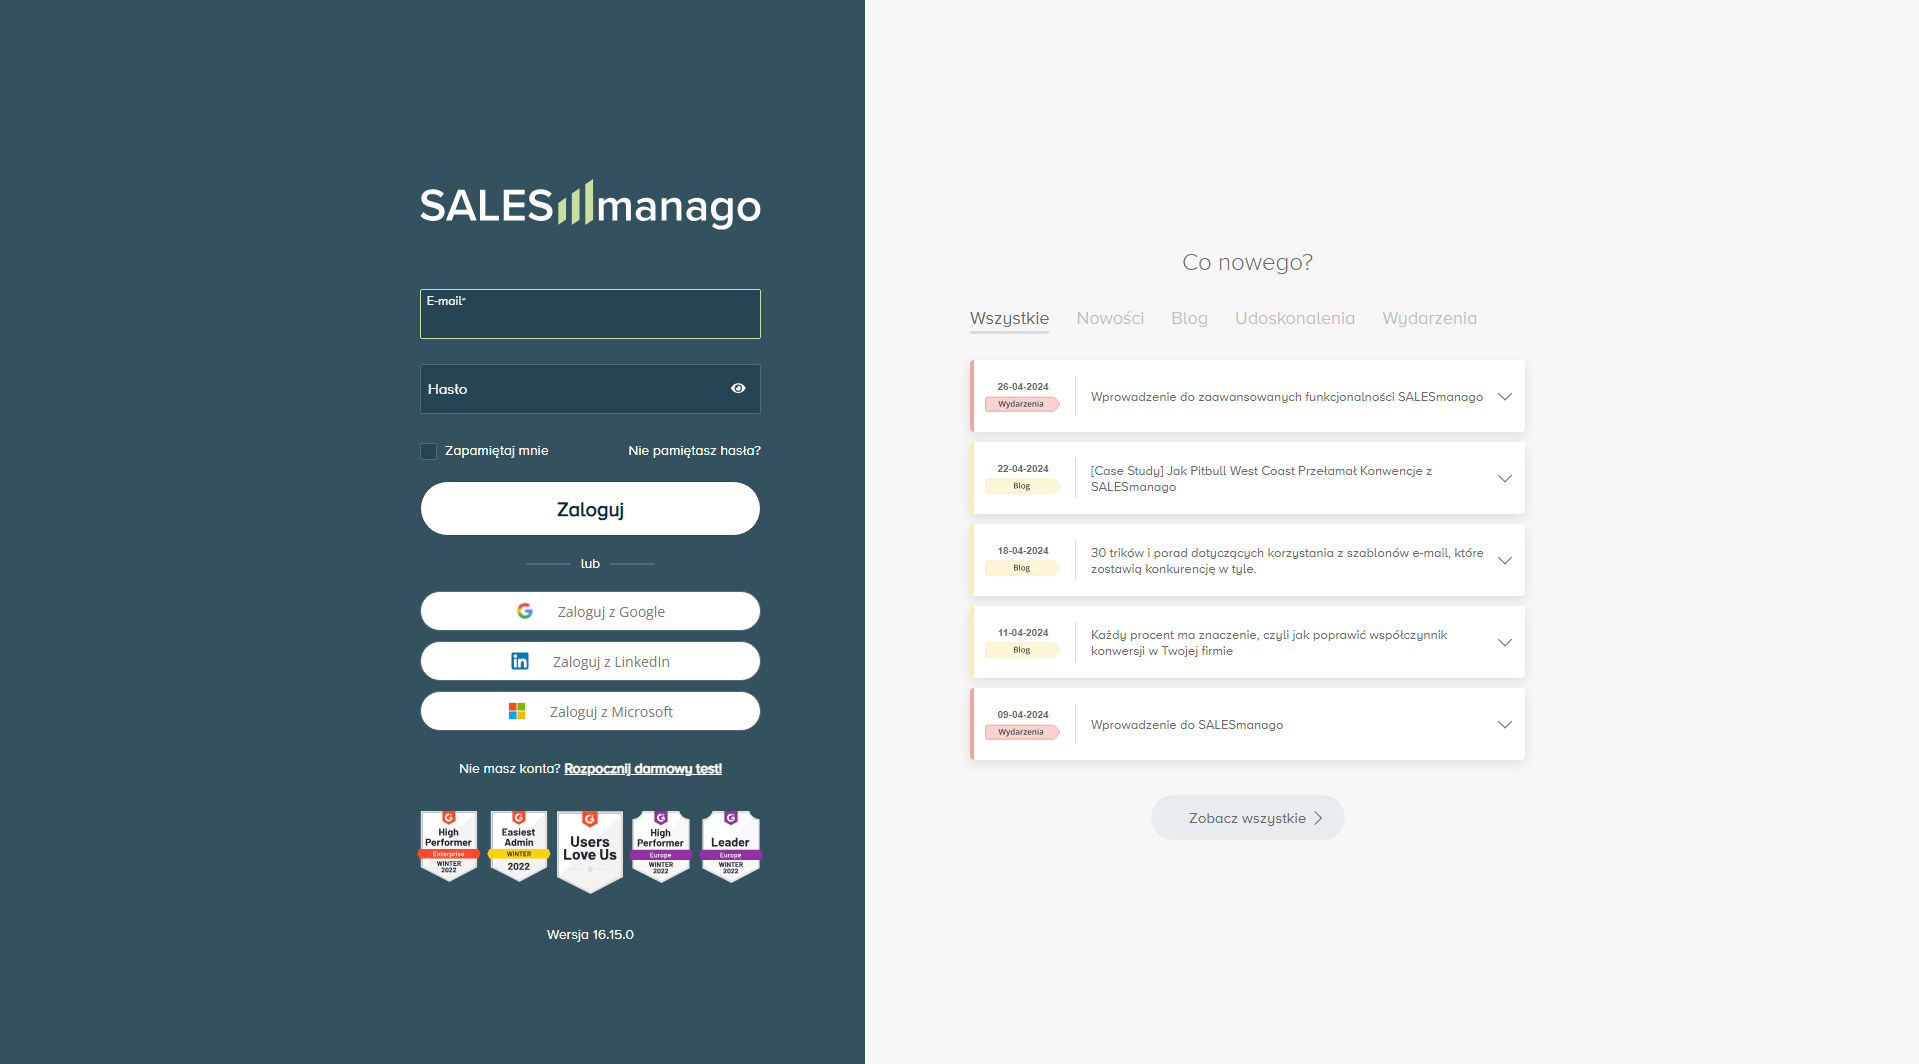 SALESmanago
E-mail*
Hasło
Zapamiętaj mnie
Nie pamiętasz hasła?
Zaloguj
lub
Zaloguj z Google
Zaloguj z LinkedIn
Zaloguj z Microsoft
Nie masz konta? Rozpocznij darmowy test!
High
Performer
Enterprise
WINTER
2022
Easiest
Admin
WINTER
2022
Users
Love Us
High
Performer
Europe
WINTER
2022
Leader
Europe
WINTER
2022
Wersja 16.15.0
Co nowego?
Wszystkie Nowości Blog Udoskonalenia Wydarzenia
26-04-2024
Wydarzenia
Wprowadzenie do zaawansowanych funkcjonalności SALESmanago
22-04-2024
Blog
[Case Study] Jak Pitbull West Coast Przełamał Konwencje z
SALESmanago
18-04-2024
Blog
30 trików i porad dotyczących korzystania z szablonów e-mail, które
zostawią konkurencję w tyle.
11-04-2024
Blog
Każdy procent ma znaczenie, czyli jak poprawić współczynnik
konwersji w Twojej firmie
09-04-2024
Wydarzenia
Wprowadzenie do SALESmanago
Zobacz wszystkie